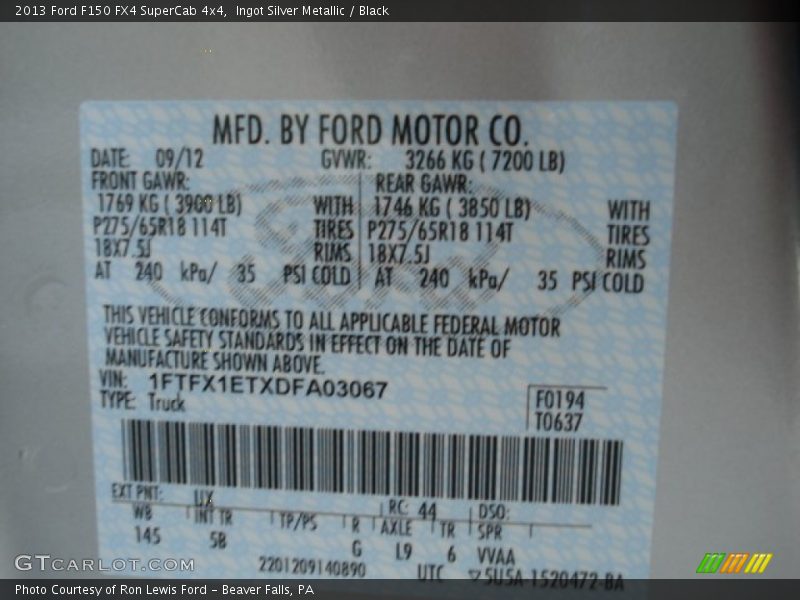 2013 Ford F150 FX4 SuperCab 4x4, Ingot Silver Metallic / Black
MFD. BY FORD MOTOR CO.
DATE: 09/12 GVWR: 3266 KG ( 7200 LB)
FRONT GAWR: REAR GAWR:
1769 KG ( 3900 LB) WITH 1746 KG ( 3850 LB) WITH
P275/65R18 114T TIRES P275/65R18 114T TIRES
18X7.5J RIMS 18X7.5J RIMS
AT 240 kPa/ 35 PSI COLD AT 240 kPa/ 35 PSI COLD
THIS VEHICLE CONFORMS TO ALL APPLICABLE FEDERAL MOTOR
VEHICLE SAFETY STANDARDS IN EFFECT ON THE DATE OF
MANUFACTURE SHOWN ABOVE.
VIN: 1FTFX1ETXDFA03067
TYPE: Truck
F0194
T0637
EXT PNT: UX RC: 44 DSO:
WB INT TR TP/PS R AXLE TR SPR
145 5B G L9 6 VVAA
2201209140890 UTC ▽5U5A-1520472-BA
GTCARLOT.COM
Photo Courtesy of Ron Lewis Ford - Beaver Falls, PA